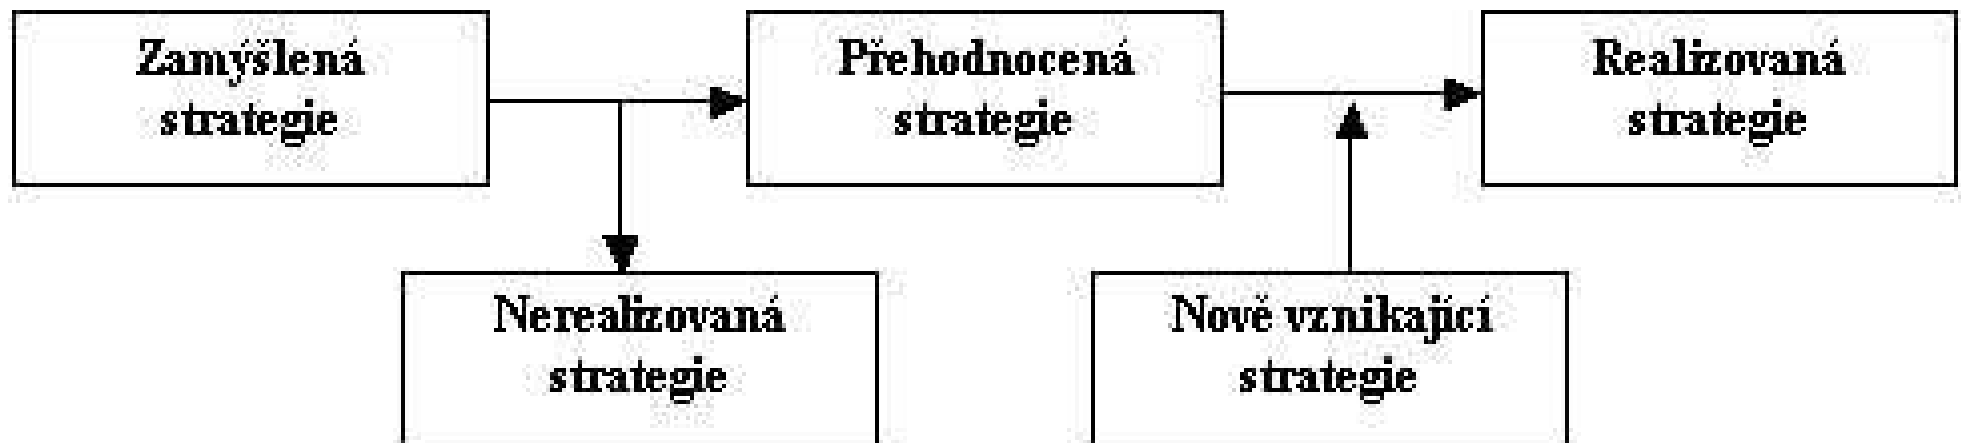 Zamýšlená
strategie
Přehodnocená
strategie
Realizovaná
strategie
Nerealizovaná
strategie
Nově vznikající
strategie